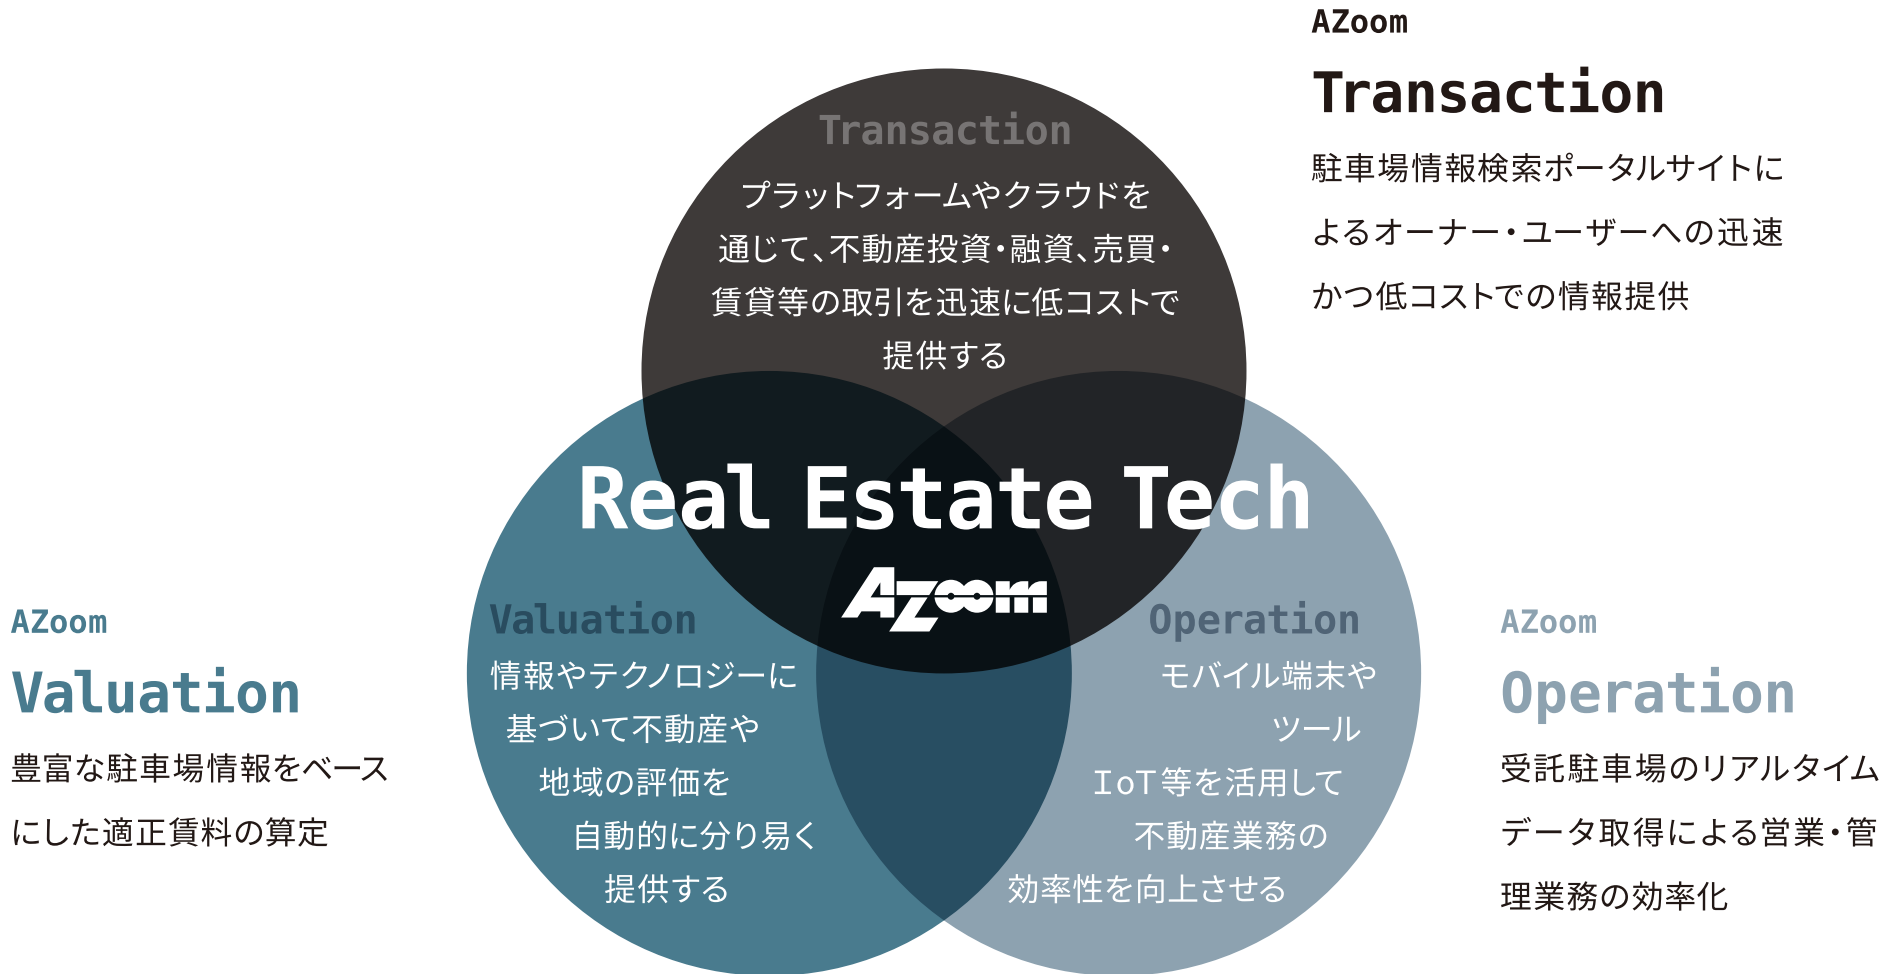 AZoom
Transaction
駐車場情報検索ポータルサイトに
よるオーナー・ユーザーへの迅速
かつ低コストでの情報提供
Transaction
プラットフォームやクラウドを
通じて、不動産投資・融資、売買・
賃貸等の取引を迅速に低コストで
提供する
Real Estate Tech
AZoom
Valuation
情報やテクノロジーに
基づいて不動産や
地域の評価を
自動的に分り易く
提供する
Operation
モバイル端末や
ツール
IoT等を活用して
不動産業務の
効率性を向上させる
AZoom
Valuation
豊富な駐車場情報をベース
にした適正賃料の算定
AZoom
Operation
受託駐車場のリアルタイム
データ取得による営業・管
理業務の効率化